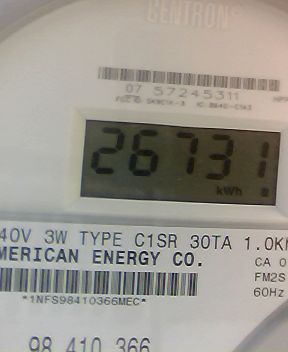 CENTRON®
07 57245311
26731
kWh
40V 3W TYPE C1SR 30TA 1.0K
MERICAN ENERGY CO.
CA 0
FM2S
60Hz
*1NFS98410366MEC*
98 410 366